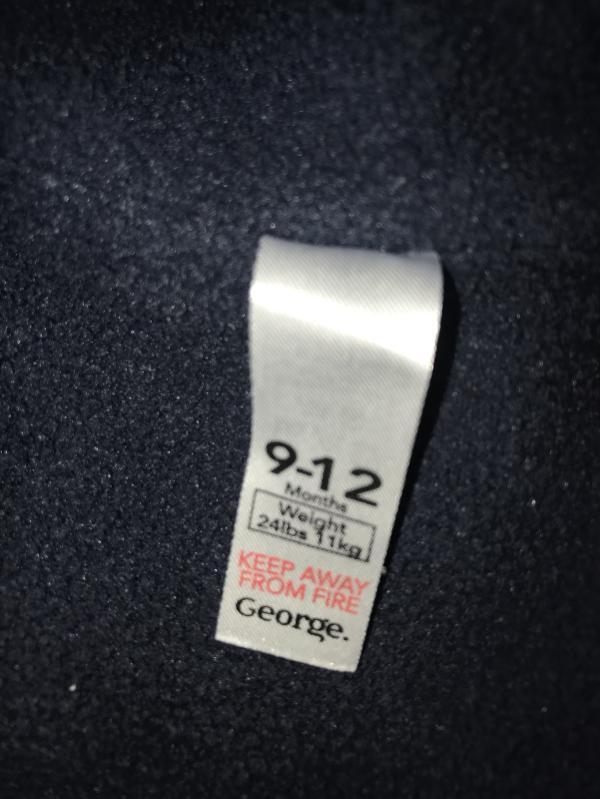 9-12
Months
Weight
24lbs 11kg
KEEP AWAY
FROM FIRE
George.